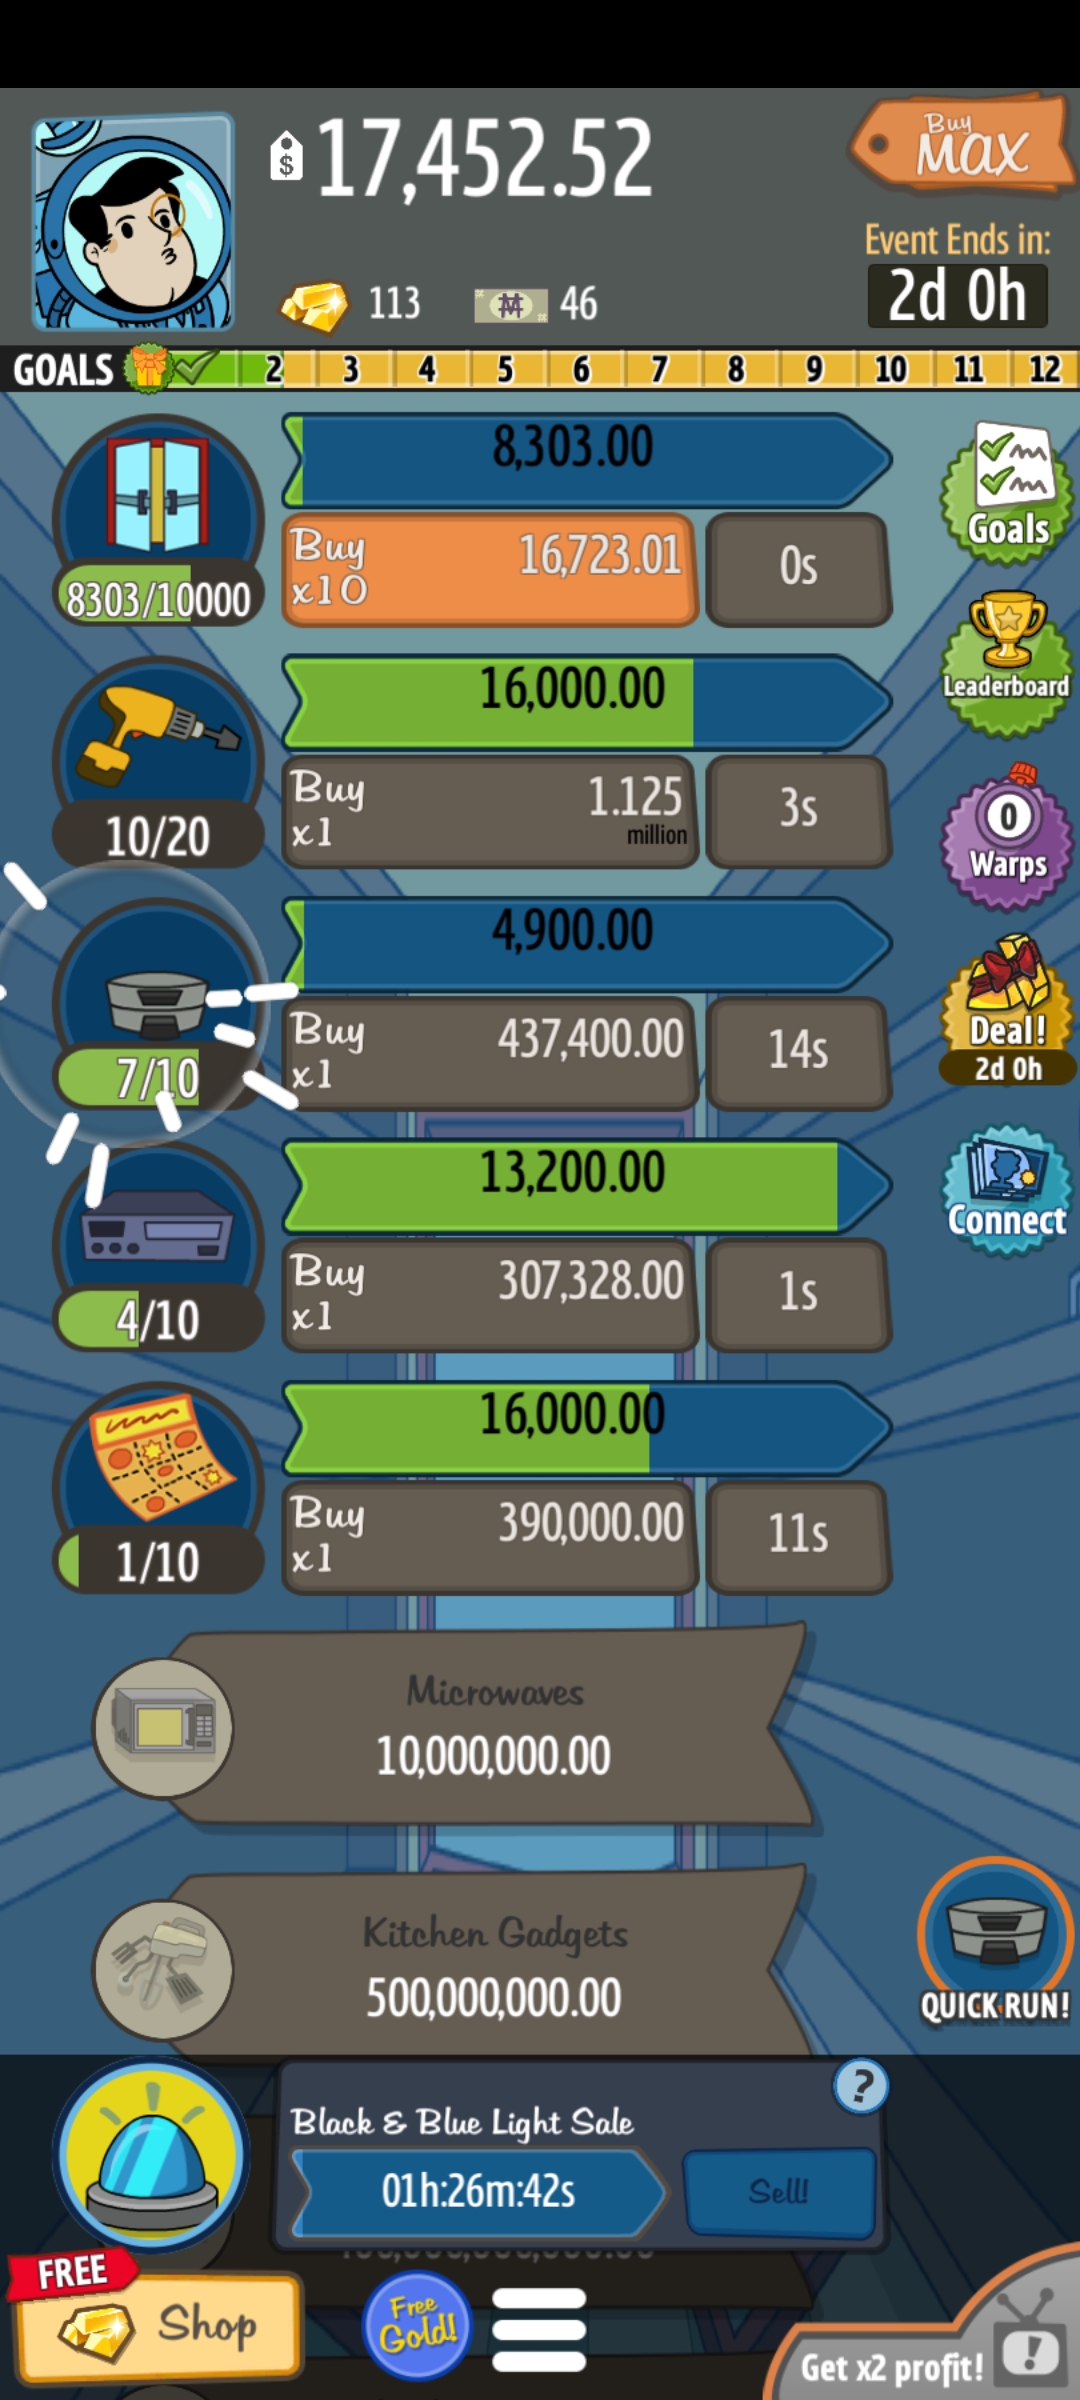 $ 17,452.52
Buy
MAX
Event Ends in:
2d 0h
113
46
GOALS 2 3 4 5 6 7 8 9 10 11 12
8,303.00
Buy
x10
16,723.01
0s
8303/10000
Goals
16,000.00
Leaderboard
Buy
x1
1.125
million
3s
10/20
0
Warps
4,900.00
Buy
x1
437,400.00
14s
7/10
Deal!
2d 0h
13,200.00
Connect
Buy
x1
307,328.00
1s
4/10
16,000.00
Buy
x1
390,000.00
11s
1/10
Microwaves
10,000,000.00
Kitchen Gadgets
500,000,000.00
QUICK RUN!
?
Black & Blue Light Sale
01h:26m:42s
Sell!
FREE
Shop
Free
Gold!
Get x2 profit!
!